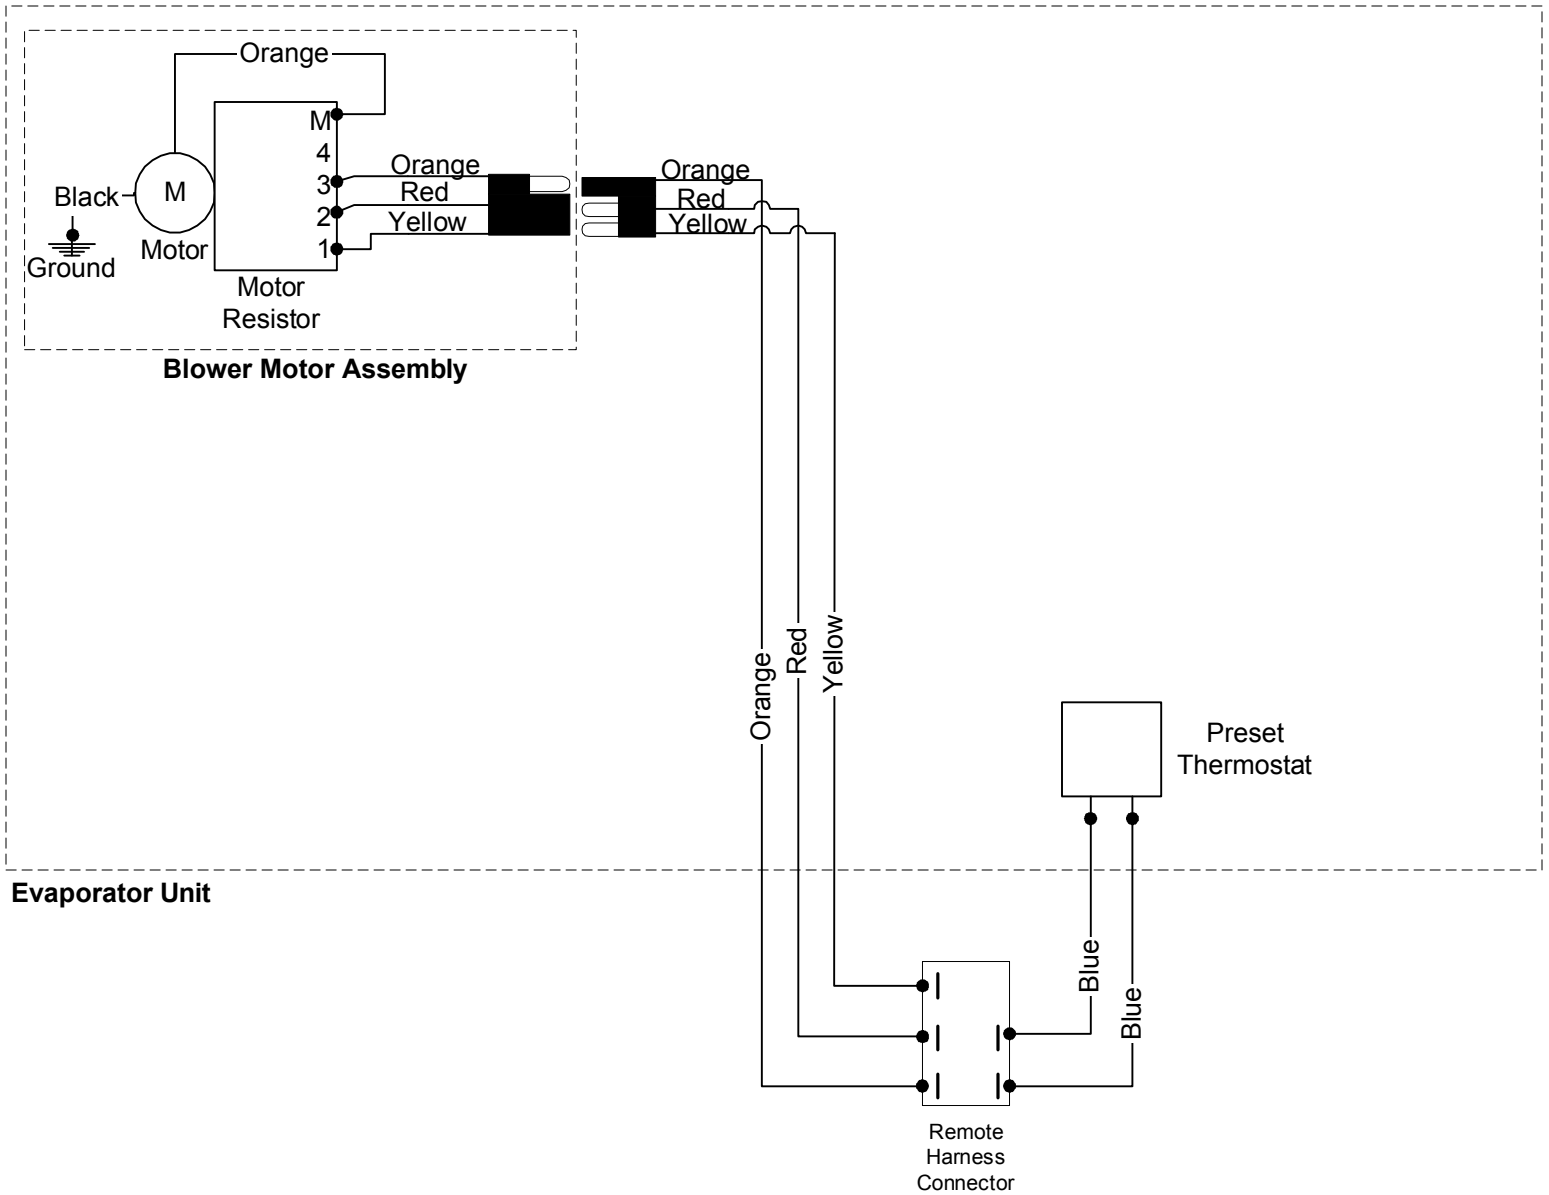 Orange
M
4
3
2
1
Orange
Red
Yellow
Orange
Red
Yellow
Black
M
Motor
Ground
Motor
Resistor
Blower Motor Assembly
Orange
Red
Yellow
Preset
Thermostat
Evaporator Unit
Blue
Blue
Remote
Harness
Connector